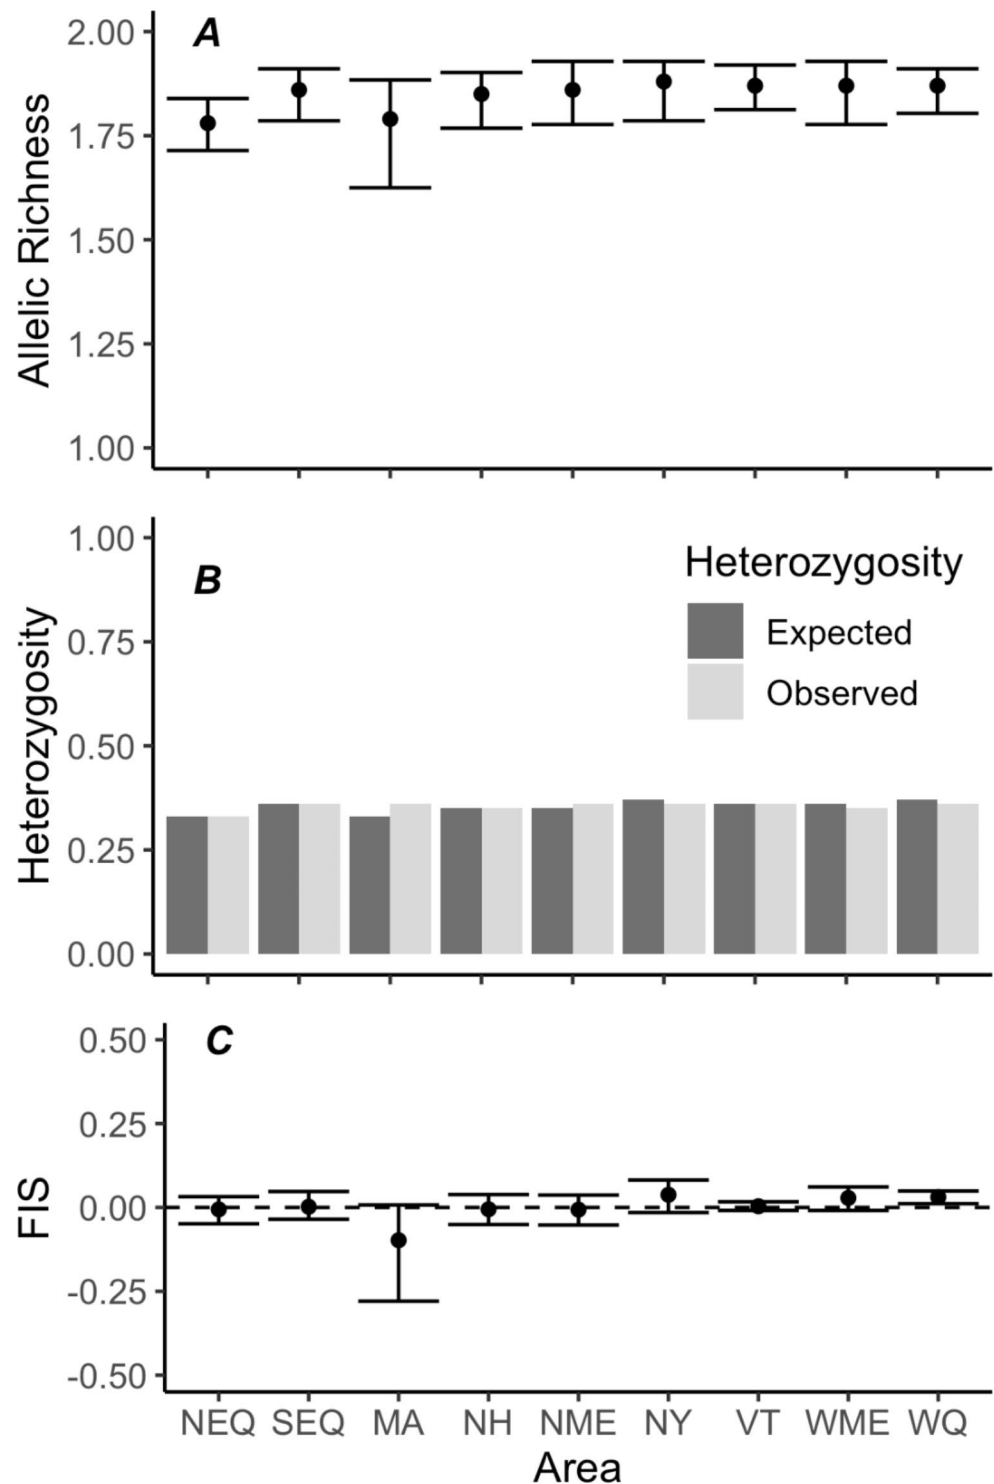 A
2.00
1.75
1.50
1.25
1.00
Allelic Richness
B
1.00
0.75
0.50
0.25
0.00
Heterozygosity
Heterozygosity
Expected
Observed
C
0.50
0.25
0.00
-0.25
-0.50
FIS
NEQ SEQ MA NH NME NY VT WME WQ
Area